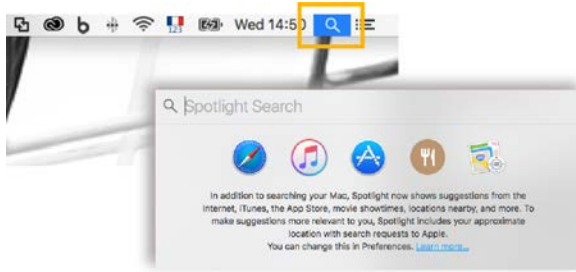 123 Wed 14:50
Spotlight Search
In addition to searching your Mac, Spotlight now shows suggestions from the
Internet, iTunes, the App Store, movie showtimes, locations nearby, and more. To
make suggestions more relevant to you, Spotlight includes your approximate
location with search requests to Apple.
You can change this in Preferences. Learn more...